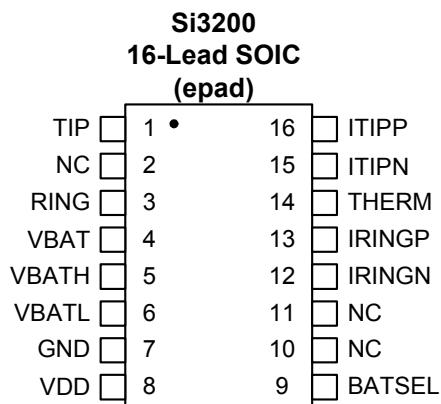 Si3200
16-Lead SOIC
(epad)
TIP 1 16 ITIPP
NC 2 15 ITIPN
RING 3 14 THERM
VBAT 4 13 IRINGP
VBATH 5 12 IRINGN
VBATL 6 11 NC
GND 7 10 NC
VDD 8 9 BATSEL